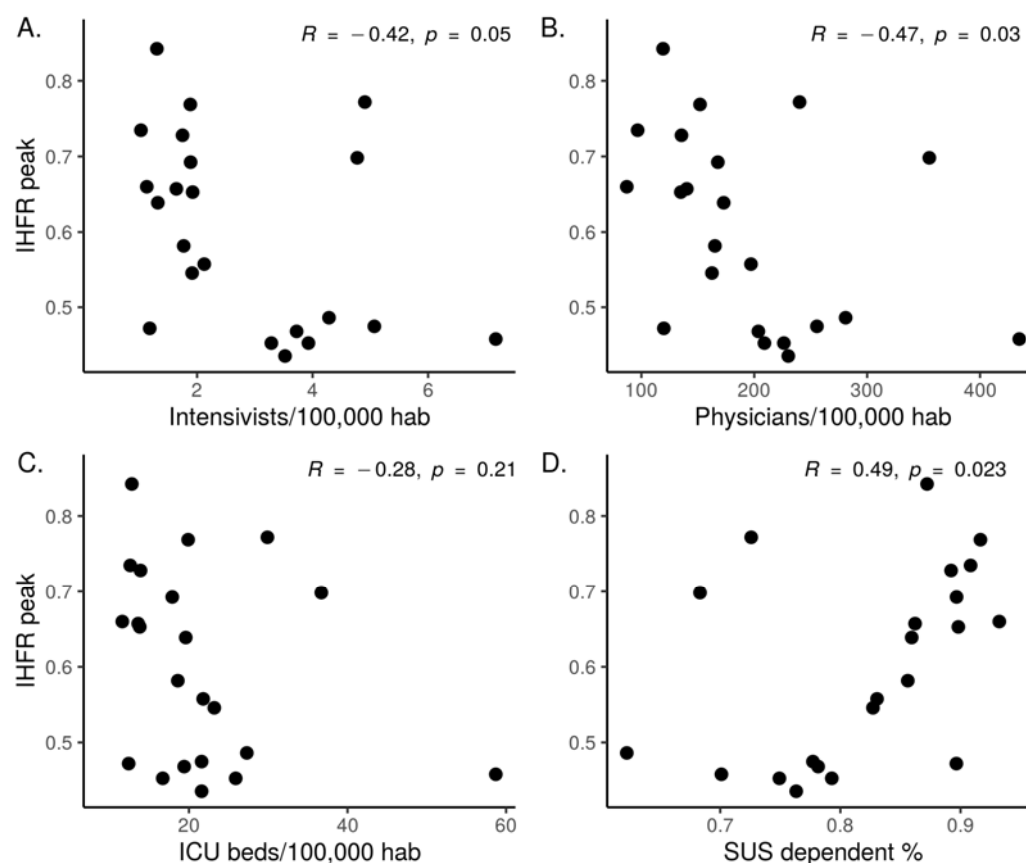 A.
R = −0.42, p = 0.05
0.8
0.7
0.6
0.5
IHFR peak
2 4 6
Intensivists/100,000 hab
B.
R = −0.47, p = 0.03
0.8
0.7
0.6
0.5
100 200 300 400
Physicians/100,000 hab
C.
R = −0.28, p = 0.21
0.8
0.7
0.6
0.5
IHFR peak
20 40 60
ICU beds/100,000 hab
D.
R = 0.49, p = 0.023
0.8
0.7
0.6
0.5
0.7 0.8 0.9
SUS dependent %